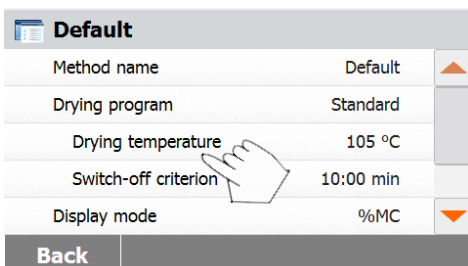 Default
Method name Default
Drying program Standard
Drying temperature 105 ºC
Switch-off criterion 10:00 min
Display mode %MC
Back